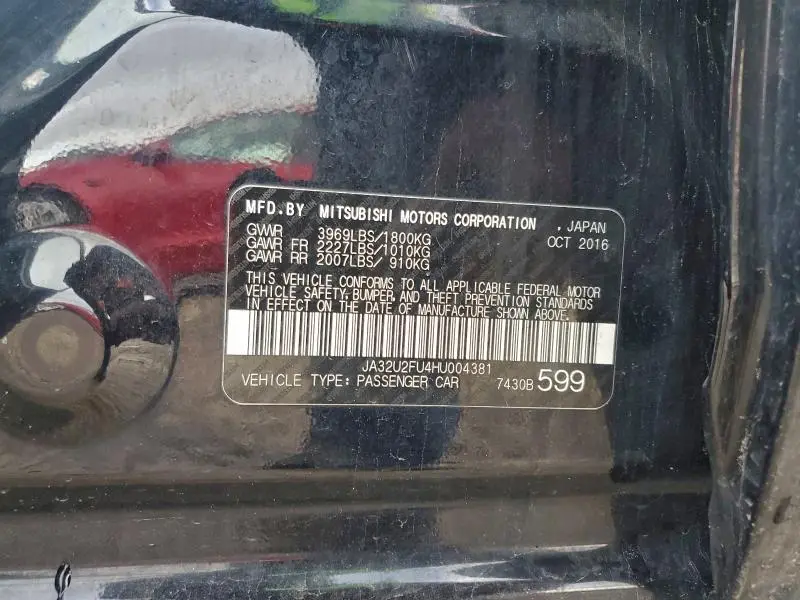 MFD.BY MITSUBISHI MOTORS CORPORATION , JAPAN
GVWR 3969LBS/1800KG OCT 2016
GAWR FR 2227LBS/1010KG
GAWR RR 2007LBS/ 910KG
THIS VEHICLE CONFORMS TO ALL APPLICABLE FEDERAL MOTOR
VEHICLE SAFETY, BUMPER, AND THEFT PREVENTION STANDARDS
IN EFFECT ON THE DATE OF MANUFACTURE SHOWN ABOVE.
JA32U2FU4HU004381
VEHICLE TYPE: PASSENGER CAR 7430B 599